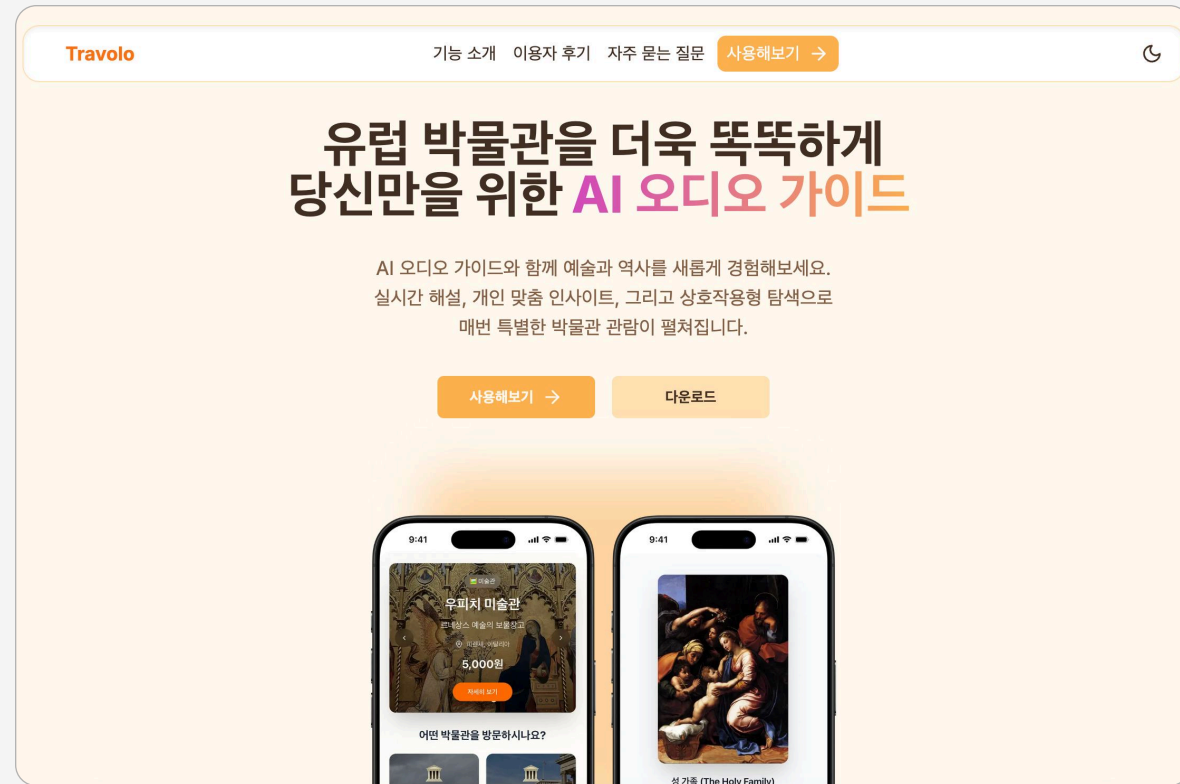 Travolo
기능 소개
이용자 후기
자주 묻는 질문
사용해보기 →
유럽 박물관을 더욱 똑똑하게
당신만을 위한 AI 오디오 가이드
AI 오디오 가이드와 함께 예술과 역사를 새롭게 경험해보세요.
실시간 해설, 개인 맞춤 인사이트, 그리고 상호작용형 탐색으로
매번 특별한 박물관 관람이 펼쳐집니다.
사용해보기 →
다운로드
9:41
미술관
우피치 미술관
르네상스 예술의 보물창고
피렌체, 이탈리아
5,000원
자세히 보기
어떤 박물관을 방문하시나요?
9:41
성 가족 (The Holy Family)